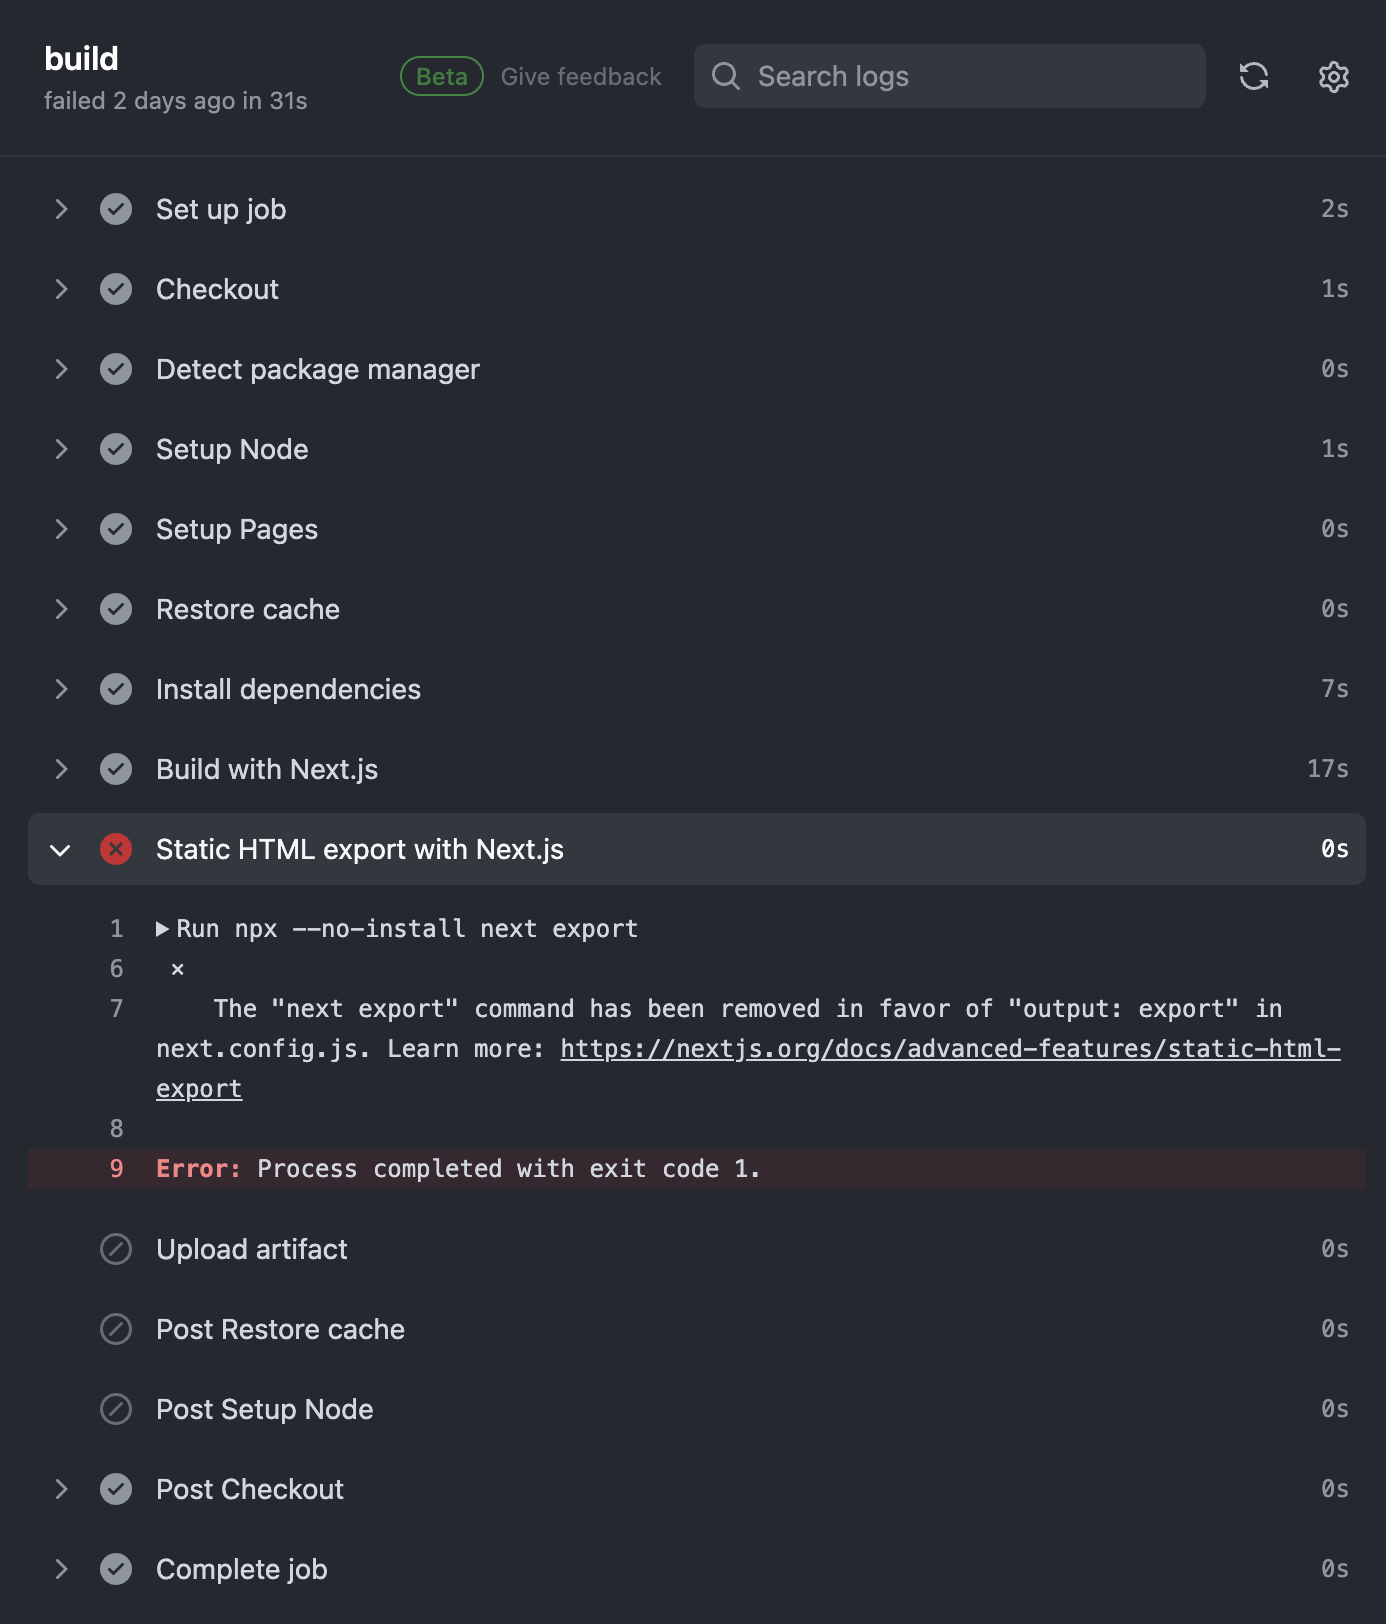 build
failed 2 days ago in 31s
Beta
Give feedback
Search logs
Set up job 2s
Checkout 1s
Detect package manager 0s
Setup Node 1s
Setup Pages 0s
Restore cache 0s
Install dependencies 7s
Build with Next.js 17s
Static HTML export with Next.js 0s
1 Run npx --no-install next export
6 ×
7 The "next export" command has been removed in favor of "output: export" in
next.config.js. Learn more: https://nextjs.org/docs/advanced-features/static-html-
export
8
9 Error: Process completed with exit code 1.
Upload artifact 0s
Post Restore cache 0s
Post Setup Node 0s
Post Checkout 0s
Complete job 0s